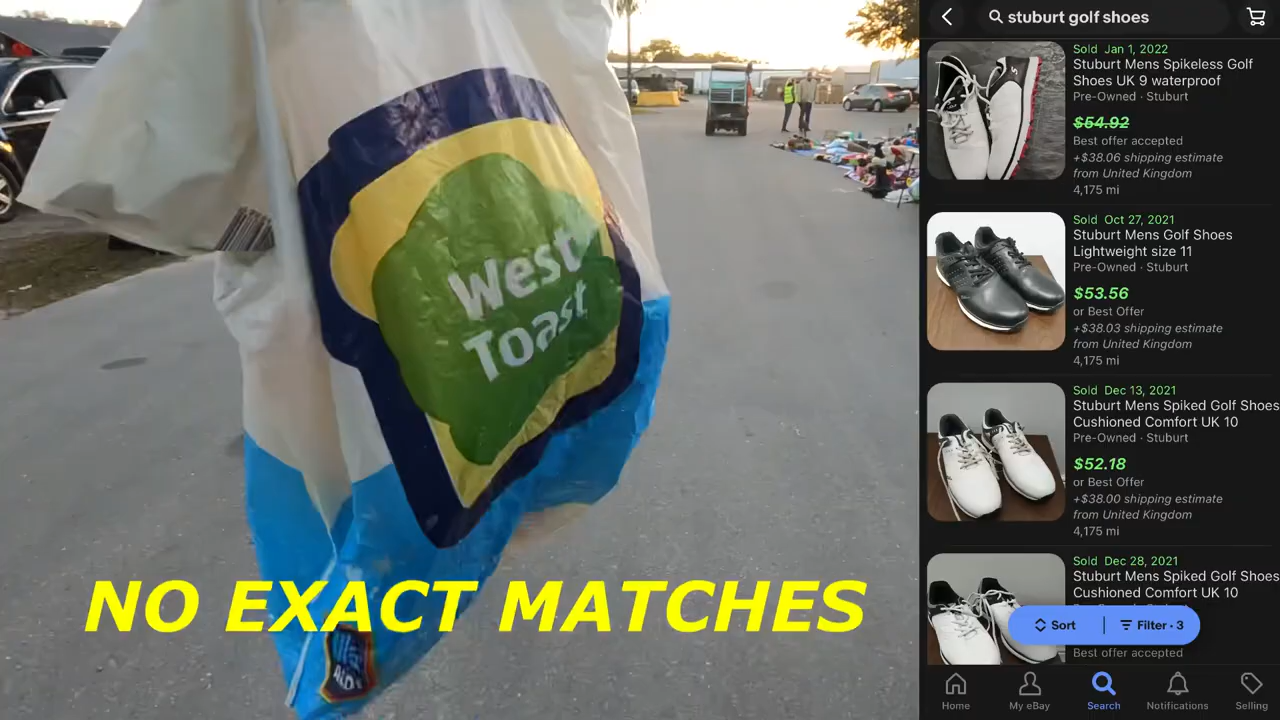 West
Toast
ALDI
NO EXACT MATCHES
stuburt golf shoes
Sold Jan 1, 2022
Stuburt Mens Spikeless Golf
Shoes UK 9 waterproof
Pre-Owned · Stuburt
$54.92
Best offer accepted
+$38.06 shipping estimate
from United Kingdom
4,175 mi
Sold Oct 27, 2021
Stuburt Mens Golf Shoes
Lightweight size 11
Pre-Owned · Stuburt
$53.56
or Best Offer
+$38.03 shipping estimate
from United Kingdom
4,175 mi
Sold Dec 13, 2021
Stuburt Mens Spiked Golf Shoes
Cushioned Comfort UK 10
Pre-Owned · Stuburt
$52.18
or Best Offer
+$38.00 shipping estimate
from United Kingdom
4,175 mi
Sold Dec 28, 2021
Stuburt Mens Spiked Golf Shoes
Cushioned Comfort UK 10
Sort
Filter · 3
Best offer accepted
Home
My eBay
Search
Notifications
Selling